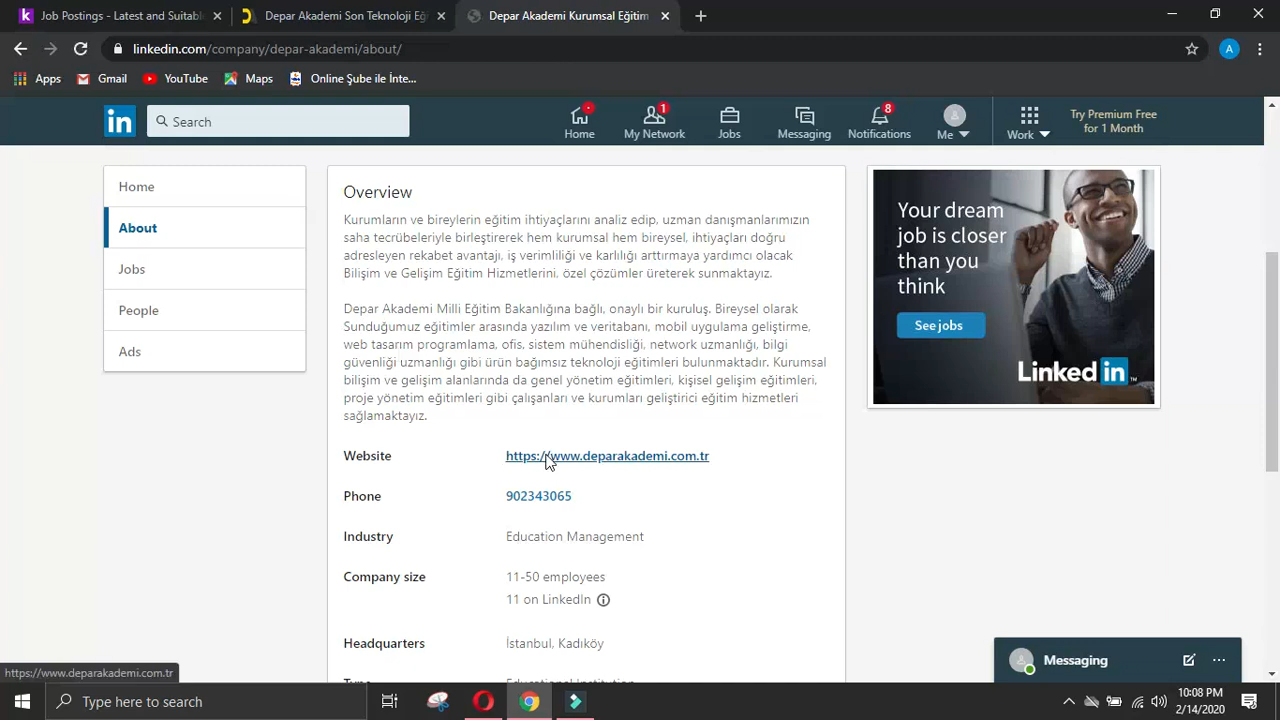 Job Postings - Latest and Suitabl
Depar Akademi Son Teknoloji Eğ
Depar Akademi Kurumsal Eğitim
linkedin.com/company/depar-akademi/about/
A
Apps
Gmail
YouTube
Maps
Online Şube ile İnte...
in
Search
Home
1
My Network
Jobs
Messaging
8
Notifications
Me
Work
Try Premium Free
for 1 Month
Home
About
Jobs
People
Ads
Overview
Kurumların ve bireylerin eğitim ihtiyaçlarını analiz edip, uzman danışmanlarımızın
saha tecrübeleriyle birleştirerek hem kurumsal hem bireysel, ihtiyaçları doğru
adresleyen rekabet avantajı, iş verimliliği ve karlılığı arttırmaya yardımcı olacak
Bilişim ve Gelişim Eğitim Hizmetlerini, özel çözümler üreterek sunmaktayız.
Depar Akademi Milli Eğitim Bakanlığına bağlı, onaylı bir kuruluş. Bireysel olarak
Sunduğumuz eğitimler arasında yazılım ve veritabanı, mobil uygulama geliştirme,
web tasarım programlama, ofis, sistem mühendisliği, network uzmanlığı, bilgi
güvenliği uzmanlığı gibi ürün bağımsız teknoloji eğitimleri bulunmaktadır. Kurumsal
bilişim ve gelişim alanlarında da genel yönetim eğitimleri, kişisel gelişim eğitimleri,
proje yönetim eğitimleri gibi çalışanları ve kurumları geliştirici eğitim hizmetleri
sağlamaktayız.
Website
https://www.deparakademi.com.tr
Phone
902343065
Industry
Education Management
Company size
11-50 employees
11 on LinkedIn
Headquarters
İstanbul, Kadıköy
Type
Educational Institution
Your dream
job is closer
than you
think
See jobs
Linked in
Messaging
https://www.deparakademi.com.tr
Type here to search
10:08 PM
2/14/2020